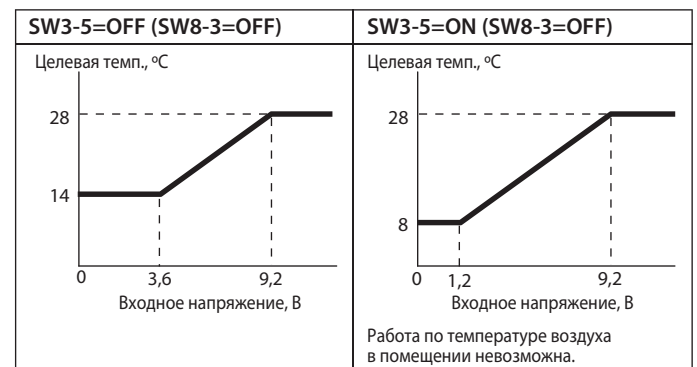 SW3-5=OFF (SW8-3=OFF)
Целевая темп., ºC
28
14
0
3,6
9,2
Входное напряжение, В
SW3-5=ON (SW8-3=OFF)
Целевая темп., ºC
28
8
0
1,2
9,2
Входное напряжение, В
Работа по температуре воздуха
в помещении невозможна.